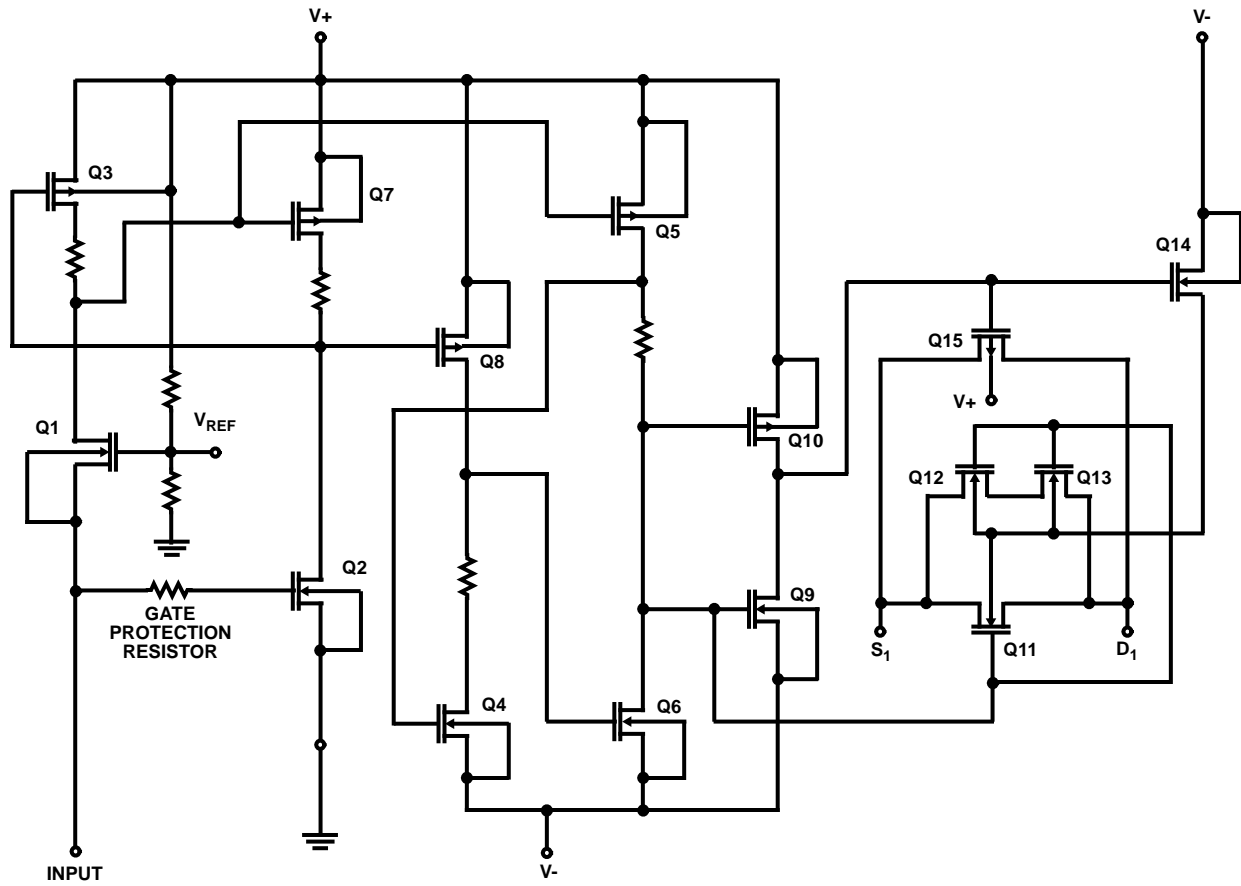 V+
V-
Q3
Q7
Q5
Q14
Q15
Q8
V+
Q1
VREF
Q10
Q12
Q13
Q2
Q9
GATE
PROTECTION
RESISTOR
S1
Q11
D1
Q4
Q6
INPUT
V-